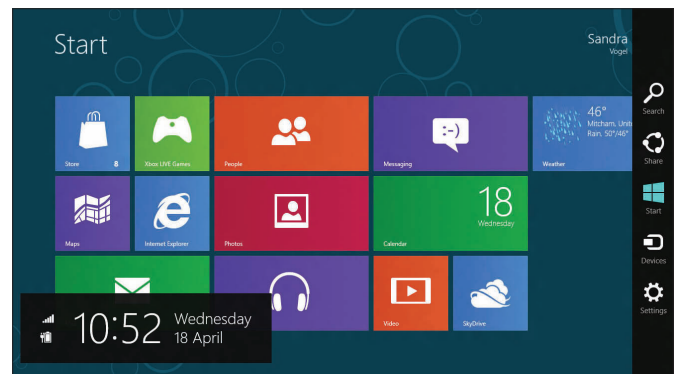 Start
Sandra
Vogel
Store 8
Xbox LIVE Games
People
Messaging
:-)
46°
Mitcham, Unit
Rain. 50°/46°
Weather
Maps
Internet Explorer
Photos
18
Wednesday
Calendar
Video
SkyDrive
10:52
Wednesday
18 April
Search
Share
Start
Devices
Settings